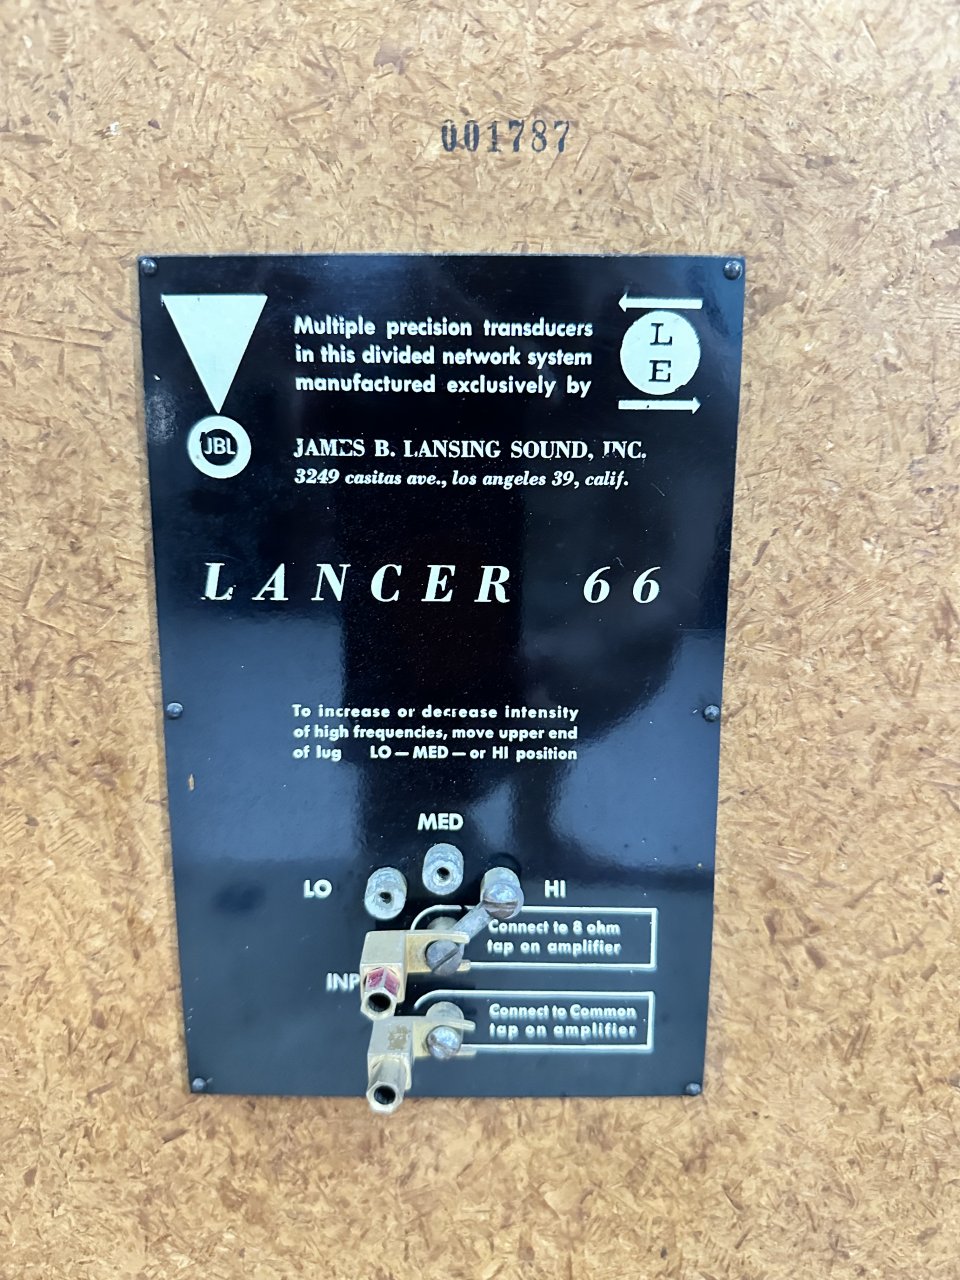 001787
Multiple precision transducers
in this divided network system
manufactured exclusively by
L
E
JBL
JAMES B. LANSING SOUND, INC.
3249 casitas ave., los angeles 39, calif.
LANCER 66
To increase or decrease intensity
of high frequencies, move upper end
of lug LO — MED — or HI position
MED
LO
HI
Connect to 8 ohm
tap on amplifier
INP
Connect to Common
tap on amplifier